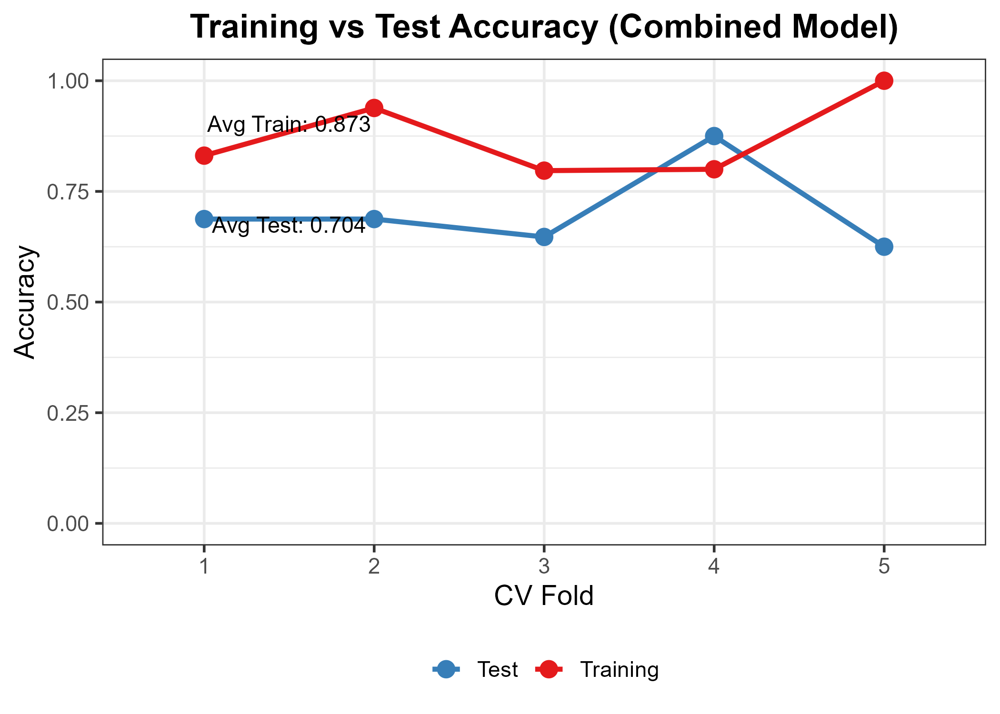 Training vs Test Accuracy (Combined Model)
1.00
0.75
0.50
0.25
0.00
Accuracy
Avg Train: 0.873
Avg Test: 0.704
1 2 3 4 5
CV Fold
Test Training